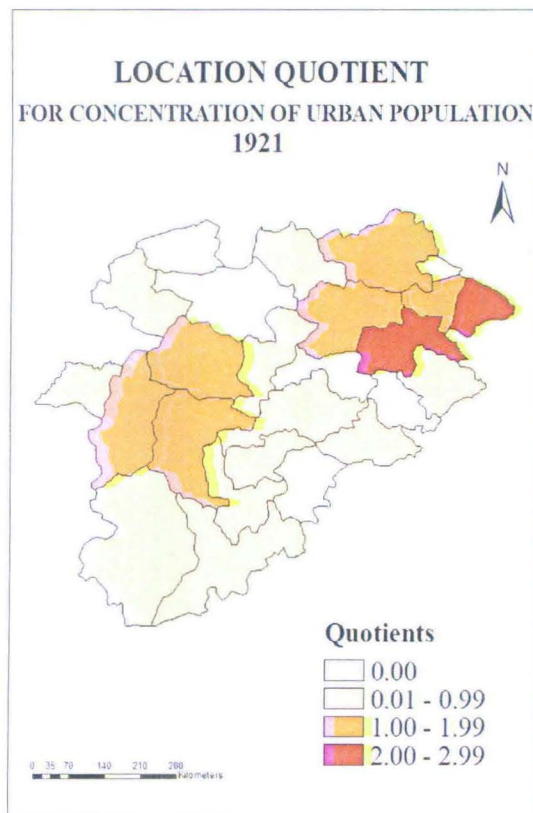 LOCATION QUOTIENT
FOR CONCENTRATION OF URBAN POPULATION
1921
N
Quotients
0.00
0.01 - 0.99
1.00 - 1.99
2.00 - 2.99
0 35 70 140 210 280
Kilometers